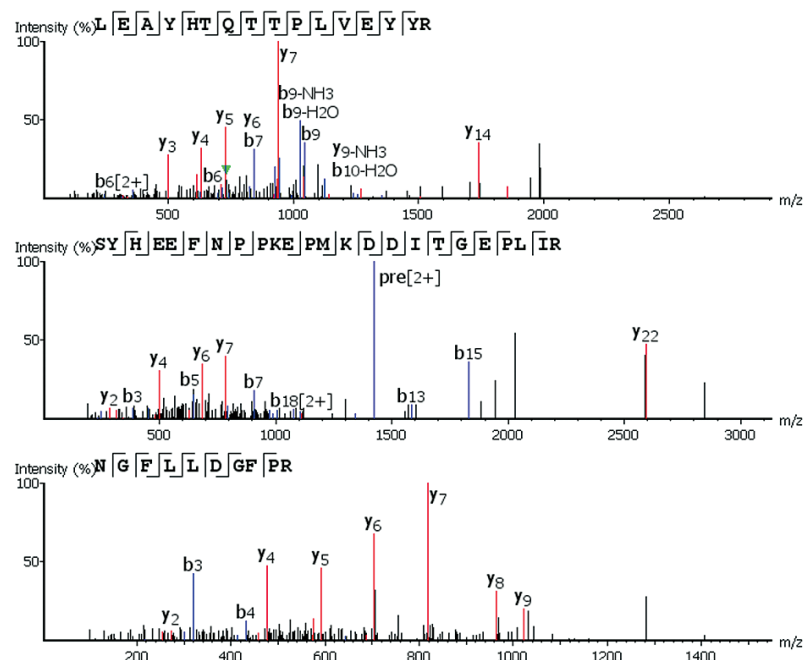 Intensity (%) L E A Y H T Q T T P L V E Y Y R
100
y7
b9-NH3
b9-H2O
50
y3 y4 y5 y6 b7 b9 y14
y9-NH3
b10-H2O
b6[2+] b6
500 1000 1500 2000 2500 m/z
Intensity (%) S Y H E E F N P P K E P M K D D I T G E P L I R
100
pre[2+]
50
y4 y6 y7 b15 y22
y2 b3 b5 b7 b18[2+] b13
500 1000 1500 2000 2500 3000 m/z
Intensity (%) N G F L L D G F P R
100
y7
y6
50
b3 y4 y5 y8 y9
y2 b4
200 400 600 800 1000 1200 1400 m/z